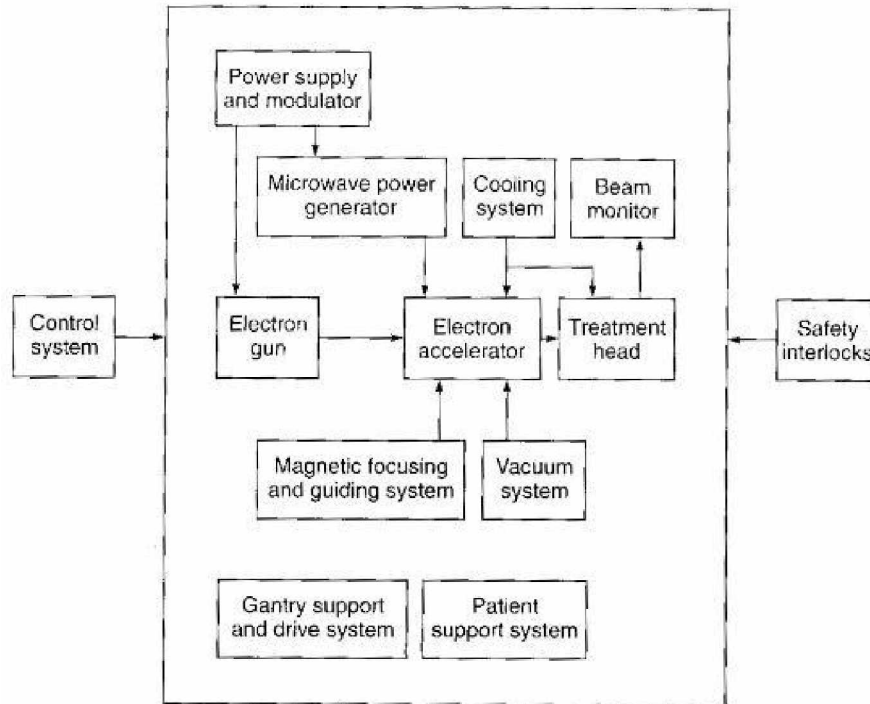 Power supply
and modulator
Microwave power
generator
Cooling
system
Beam
monitor
Control
system
Electron
gun
Electron
accelerator
Treatment
head
Safety
interlocks
Magnetic focusing
and guiding system
Vacuum
system
Gantry support
and drive system
Patient
support system